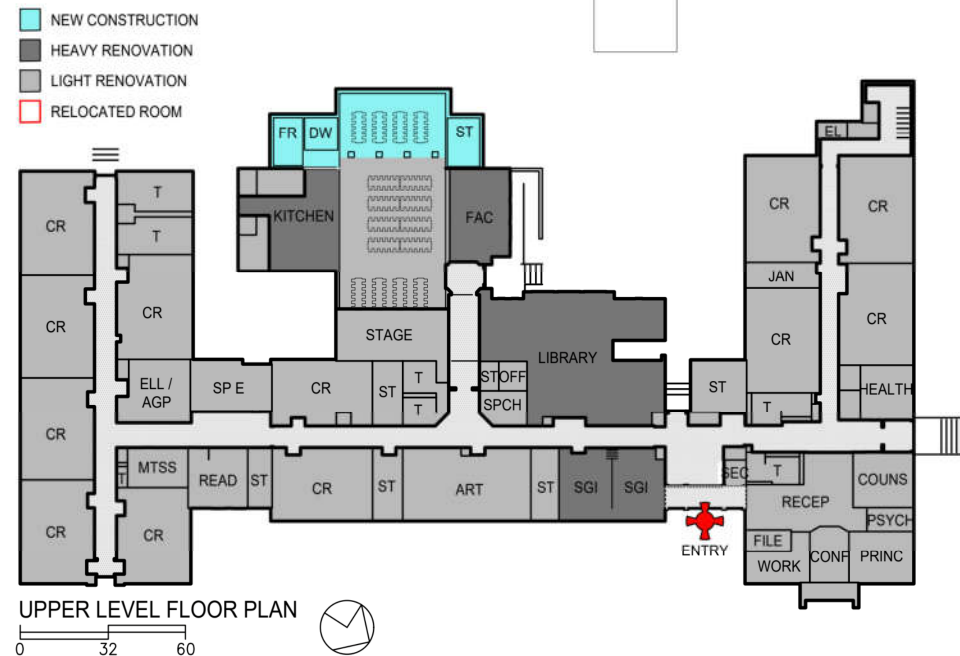 NEW CONSTRUCTION
HEAVY RENOVATION
LIGHT RENOVATION
RELOCATED ROOM
FR
DW
ST
EL
T
CR
KITCHEN
FAC
CR
CR
CR
T
JAN
CR
CR
STAGE
CR
CR
LIBRARY
CR
ELL /
AGP
SP E
CR
ST
T
ST
OFF
ST
HEALTH
T
SPCH
T
CR
MTSS
T
READ
ST
CR
ST
ART
ST
SGI
SGI
SEC
T
COUNS
RECEP
PSYCH
CR
CR
ENTRY
FILE
WORK
CONF
PRINC
UPPER LEVEL FLOOR PLAN
0
32
60